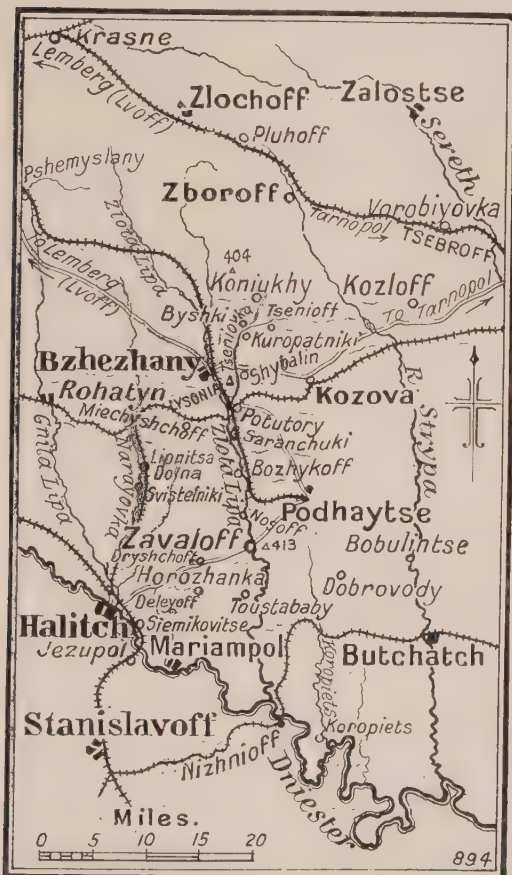 Krasne
Lemberg (Lvoff)
Zlochoff
Zalostse
Pluhoff
Sereth
Pshemyslany
Zlota Lipa
Zboroff
Vorobiyovka
Tarnopol
TSEBROFF
404
Koniukhy
Kozloff
Lemberg
(Lvoff)
Byshki
Tseniovka
Tsenioff
To Tarnopol
Kuropatniki
Bzhezhany
Shybalin
LYSONIA
Rohatyn
Kozova
Miechyshchoff
Potutory
Saranchuki
R. Strypa
Gnila Lipa
Narayovka
Lipnitsa
Dolna
Zlota Lipa
Bozhykoff
Svistelniki
Podhaytse
Nosoff
Zavaloff
413
Bobulintse
Dryshchoff
Horozhanka
Dobrovody
Deleyoff
Toustababy
Halitch
Siemikovitse
Jezupol
Mariampol
Butchatch
Koropiets
Stanislavoff
Koropiets
Nizhnioff
Dniester
Miles.
0 5 10 15 20
894